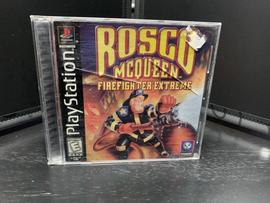 PlayStation
ROSCO
MCQUEEN
FIREFIGHTER EXTREME
E